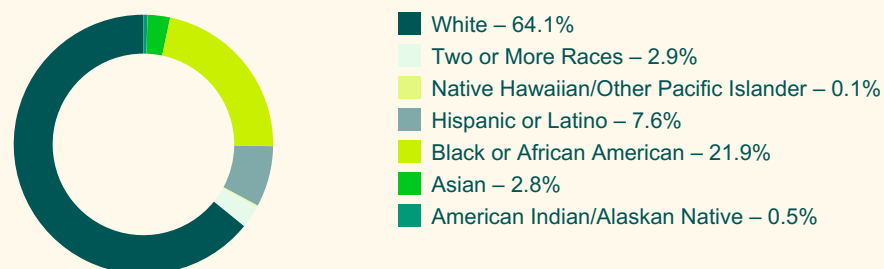 White – 64.1%
Two or More Races – 2.9%
Native Hawaiian/Other Pacific Islander – 0.1%
Hispanic or Latino – 7.6%
Black or African American – 21.9%
Asian – 2.8%
American Indian/Alaskan Native – 0.5%